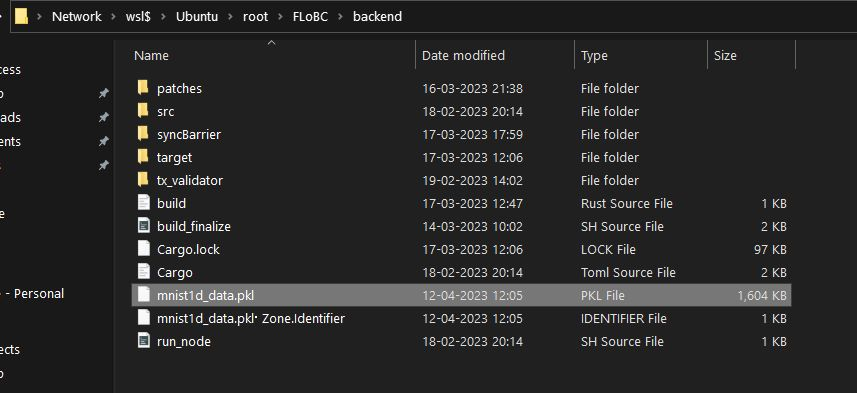 Network > wsl$ > Ubuntu > root > FLoBC > backend
Name Date modified Type Size
cess
patches 16-03-2023 21:38 File folder
src 18-02-2023 20:14 File folder
ads
syncBarrier 17-03-2023 17:59 File folder
ents
target 17-03-2023 12:06 File folder
tx_validator 19-02-2023 14:02 File folder
build 17-03-2023 12:47 Rust Source File 1 KB
e
build_finalize 14-03-2023 10:02 SH Source File 2 KB
Cargo.lock 17-03-2023 12:06 LOCK File 97 KB
Cargo 18-02-2023 20:14 Toml Source File 2 KB
- Personal
mnist1d_data.pkl 12-04-2023 12:05 PKL File 1,604 KB
mnist1d_data.pkl Zone.Identifier 12-04-2023 12:05 IDENTIFIER File 1 KB
ects
run_node 18-02-2023 20:14 SH Source File 1 KB